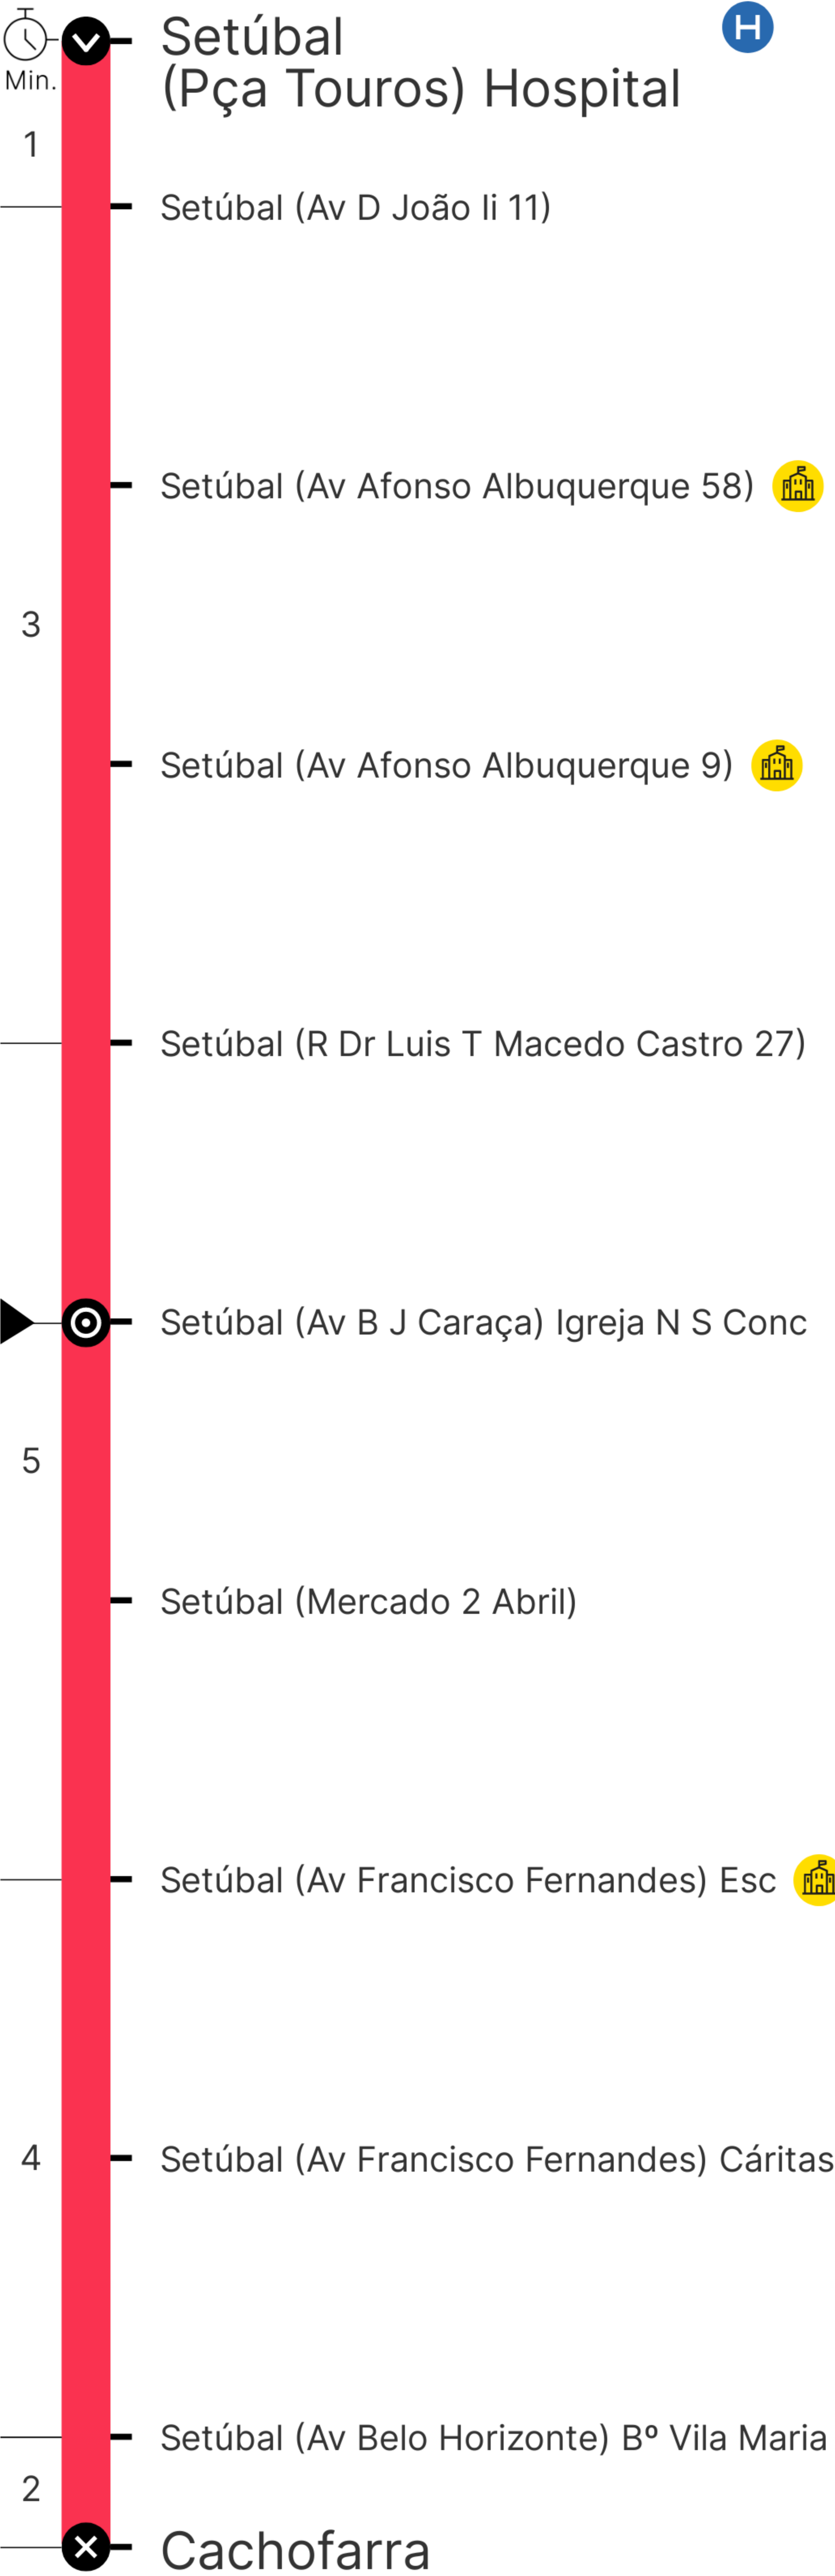 Setúbal
(Pça Touros) Hospital
H
Min.
1
Setúbal (Av D João Ii 11)
Setúbal (Av Afonso Albuquerque 58)
3
Setúbal (Av Afonso Albuquerque 9)
Setúbal (R Dr Luis T Macedo Castro 27)
Setúbal (Av B J Caraça) Igreja N S Conc
5
Setúbal (Mercado 2 Abril)
Setúbal (Av Francisco Fernandes) Esc
4
Setúbal (Av Francisco Fernandes) Cáritas
Setúbal (Av Belo Horizonte) Bº Vila Maria
2
Cachofarra